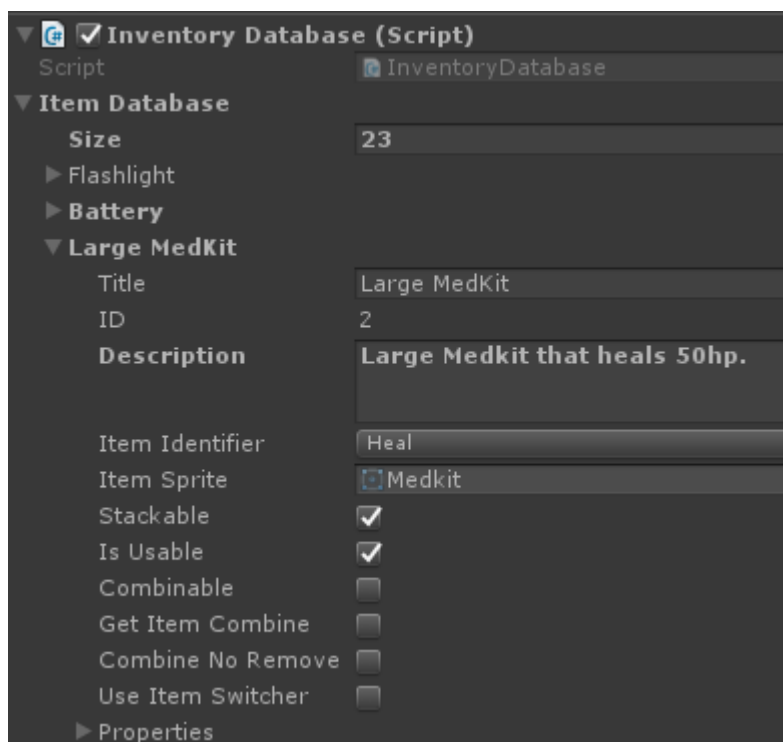 Inventory Database (Script)
Script InventoryDatabase
Item Database
Size 23
Flashlight
Battery
Large MedKit
Title Large MedKit
ID 2
Description Large Medkit that heals 50hp.
Item Identifier Heal
Item Sprite Medkit
Stackable
Is Usable
Combinable
Get Item Combine
Combine No Remove
Use Item Switcher
Properties